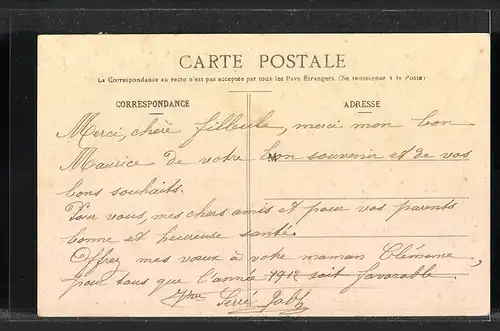 CARTE POSTALE
La Correspondance au recto n'est pas acceptée par tous les Pays Etrangers. (Se renseigner à la Poste)
CORRESPONDANCE
ADRESSE
Merci, chère filleule, merci mon bon
Maurice de votre bon souvenir et de vos
bons souhaits.
Pour vous, mes chers amis et pour vos parents
bonne et heureuse santé.
Offrez mes vœux à votre maman Clémence,
pour tous que l'année 1912 soit favorable.
Serré